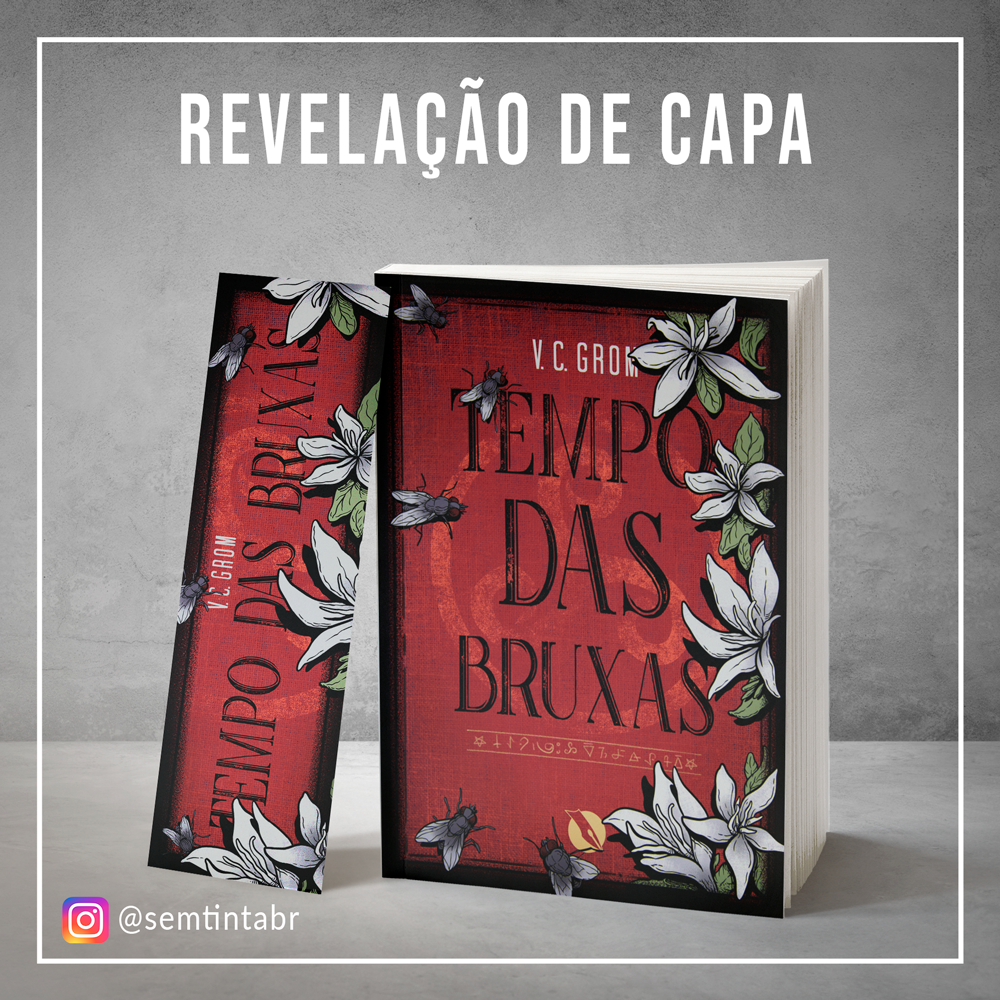 REVELAÇÃO DE CAPA
V. C. GROM
TEMPO DAS BRUXAS
V. C. GROM
TEMPO
DAS
BRUXAS
@semtintabr